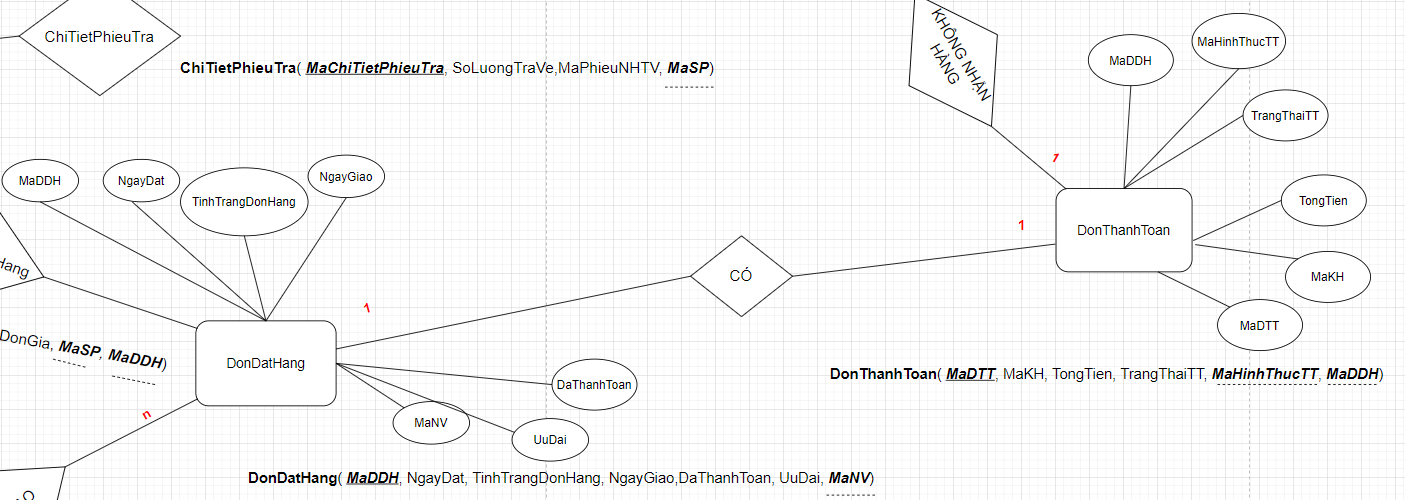 ChiTietPhieuTra
ChiTietPhieuTra( MaChiTietPhieuTra, SoLuongTraVe,MaPhieuNHTV, MaSP)
KHÔNG NHẬN
HÀNG
MaHinhThucTT
MaDDH
TrangThaiTT
1
MaDDH
NgayDat
TinhTrangDonHang
NgayGiao
TongTien
DonThanhToan
1
CÓ
MaKH
MaDTT
Hang
1
DonGia, MaSP, MaDDH)
DonDatHang
DaThanhToan
DonThanhToan( MaDTT, MaKH, TongTien, TrangThaiTT, MaHinhThucTT, MaDDH)
n
MaNV
UuDai
DonDatHang( MaDDH, NgayDat, TinhTrangDonHang, NgayGiao,DaThanhToan, UuDai, MaNV)